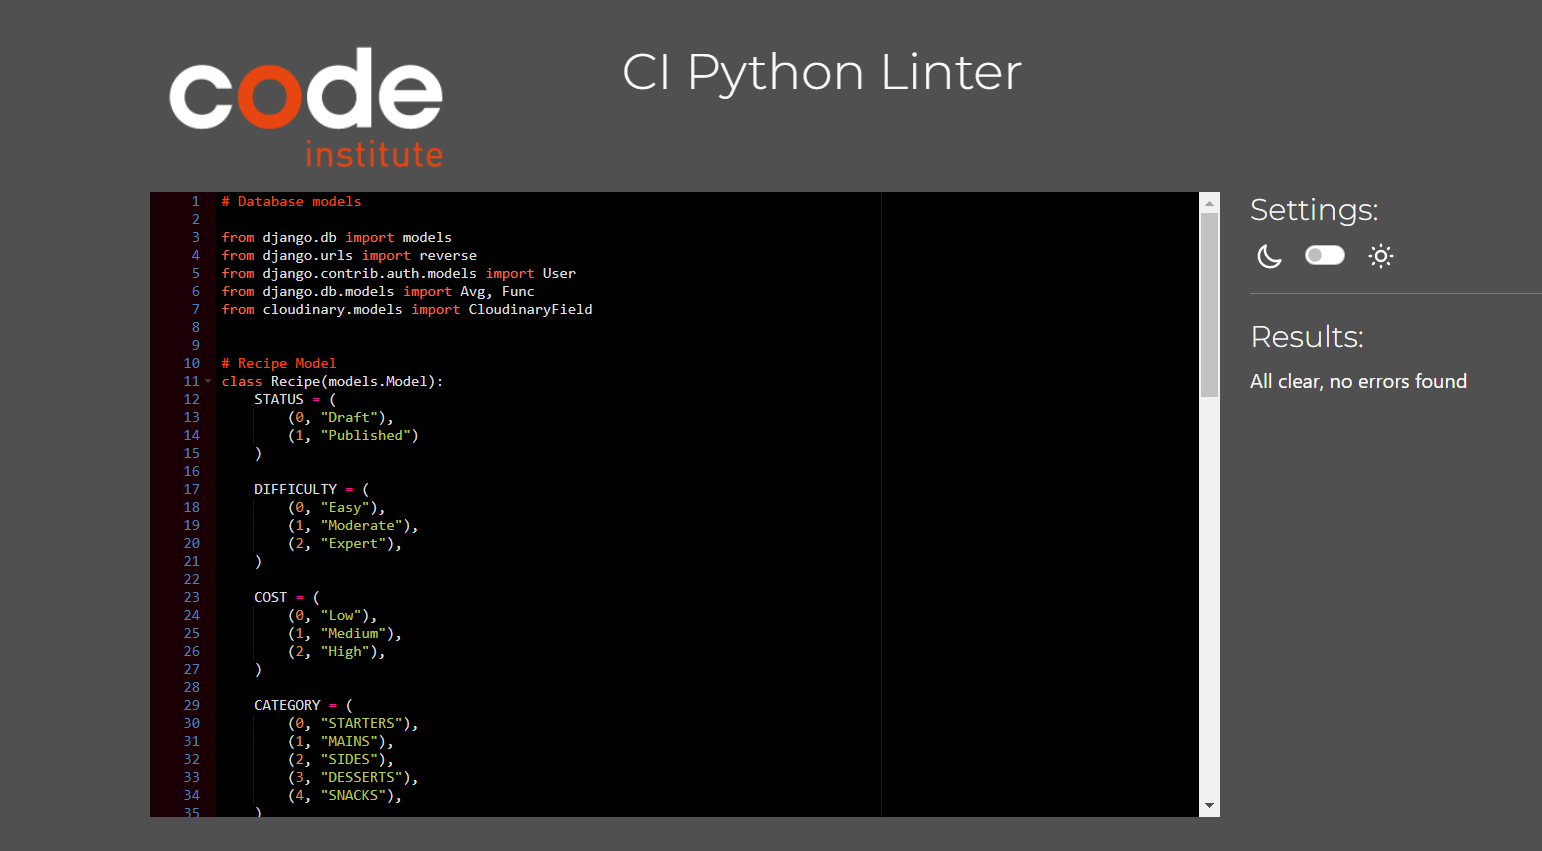 code
institute
CI Python Linter
1 # Database models
2
3 from django.db import models
4 from django.urls import reverse
5 from django.contrib.auth.models import User
6 from django.db.models import Avg, Func
7 from cloudinary.models import CloudinaryField
8
9
10 # Recipe Model
11 class Recipe(models.Model):
12     STATUS = (
13         (0, "Draft"),
14         (1, "Published")
15     )
16
17     DIFFICULTY = (
18         (0, "Easy"),
19         (1, "Moderate"),
20         (2, "Expert"),
21     )
22
23     COST = (
24         (0, "Low"),
25         (1, "Medium"),
26         (2, "High"),
27     )
28
29     CATEGORY = (
30         (0, "STARTERS"),
31         (1, "MAINS"),
32         (2, "SIDES"),
33         (3, "DESSERTS"),
34         (4, "SNACKS"),
35     )
Settings:
Results:
All clear, no errors found